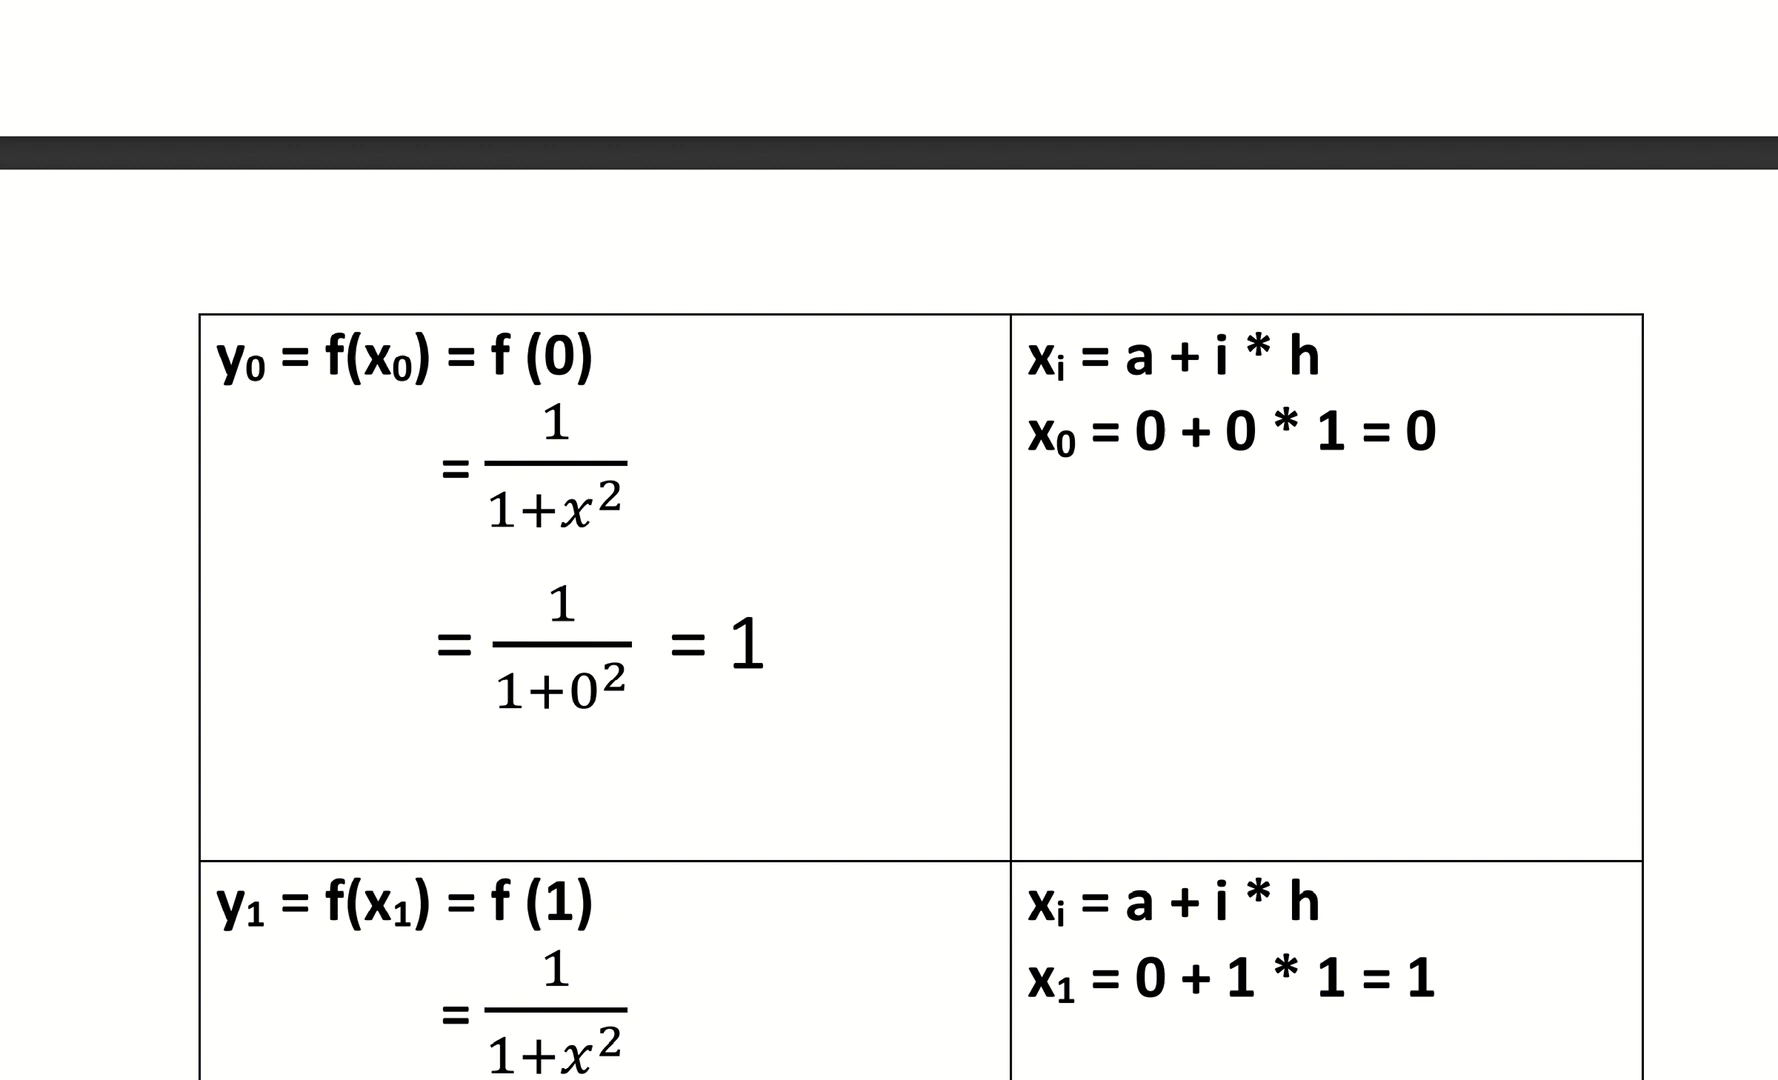 y₀ = f(x₀) = f (0)
= 1/(1+x²)
= 1/(1+0²) = 1
xᵢ = a + i * h
x₀ = 0 + 0 * 1 = 0
y₁ = f(x₁) = f (1)
= 1/(1+x²)
xᵢ = a + i * h
x₁ = 0 + 1 * 1 = 1